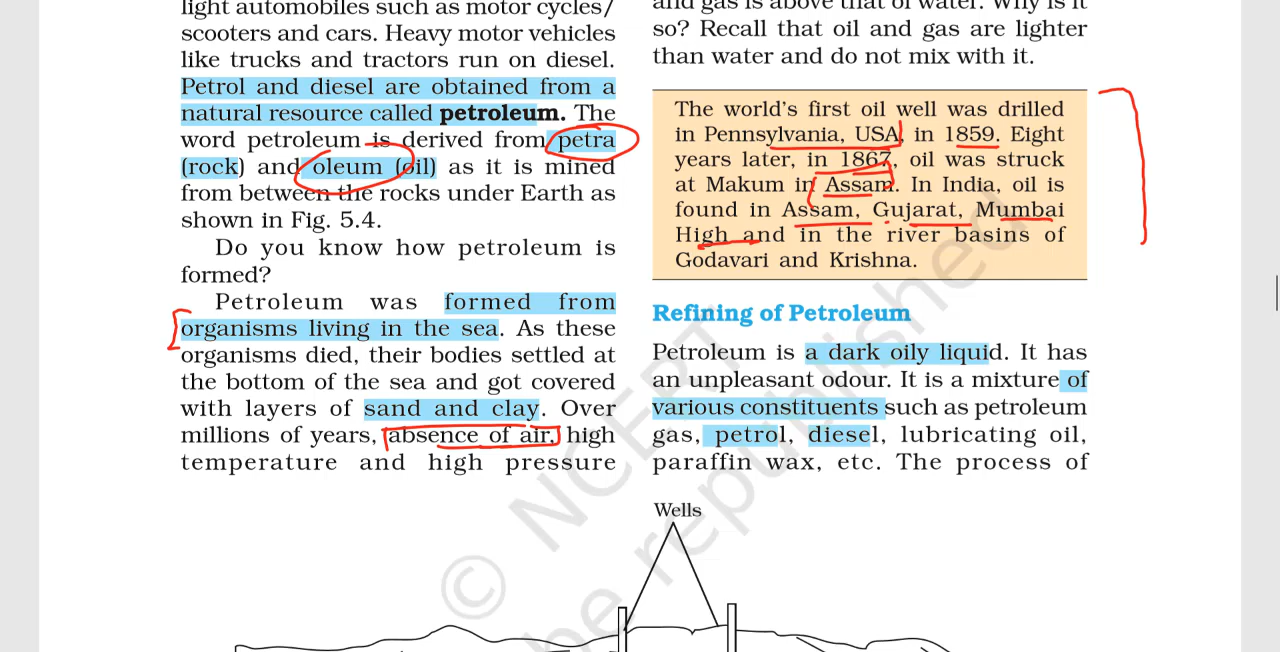 light automobiles such as motor cycles/
scooters and cars. Heavy motor vehicles
like trucks and tractors run on diesel.
Petrol and diesel are obtained from a
natural resource called petroleum. The
word petroleum is derived from petra
(rock) and oleum (oil) as it is mined
from between the rocks under Earth as
shown in Fig. 5.4.
Do you know how petroleum is
formed?
Petroleum was formed from
organisms living in the sea. As these
organisms died, their bodies settled at
the bottom of the sea and got covered
with layers of sand and clay. Over
millions of years, absence of air, high
temperature and high pressure
and gas is above that of water. Why is it
so? Recall that oil and gas are lighter
than water and do not mix with it.
The world's first oil well was drilled
in Pennsylvania, USA, in 1859. Eight
years later, in 1867, oil was struck
at Makum in Assam. In India, oil is
found in Assam, Gujarat, Mumbai
High and in the river basins of
Godavari and Krishna.
Refining of Petroleum
Petroleum is a dark oily liquid. It has
an unpleasant odour. It is a mixture of
various constituents such as petroleum
gas, petrol, diesel, lubricating oil,
paraffin wax, etc. The process of
Wells
© NCERT
be republished